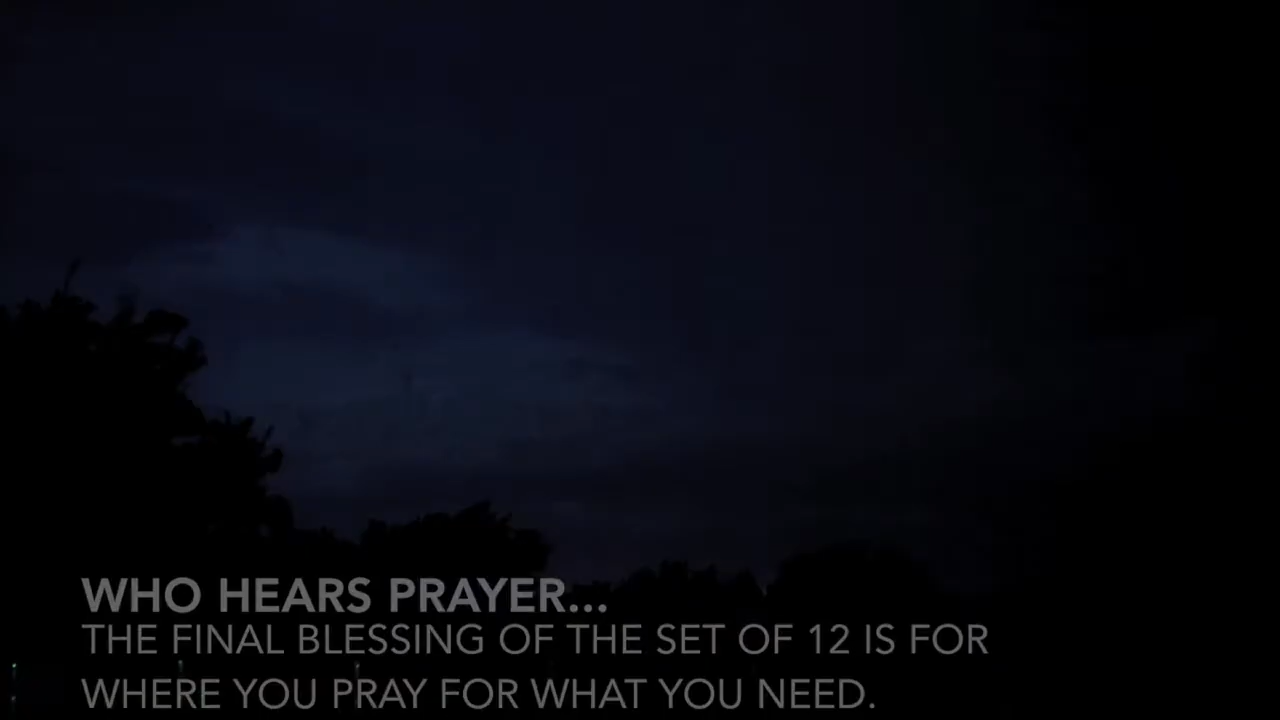 WHO HEARS PRAYER...
THE FINAL BLESSING OF THE SET OF 12 IS FOR
WHERE YOU PRAY FOR WHAT YOU NEED.